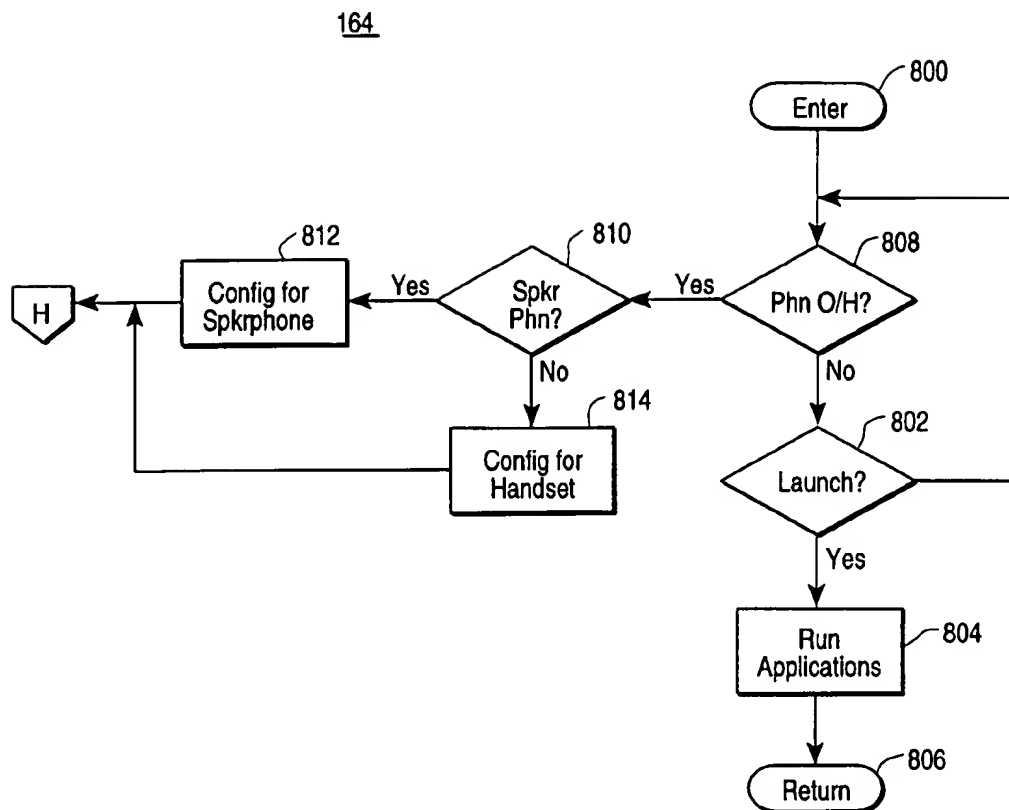 164
800
Enter
808
Phn O/H?
Yes
No
810
Spkr
Phn?
Yes
No
812
Config for
Spkrphone
H
814
Config for
Handset
802
Launch?
Yes
804
Run
Applications
806
Return